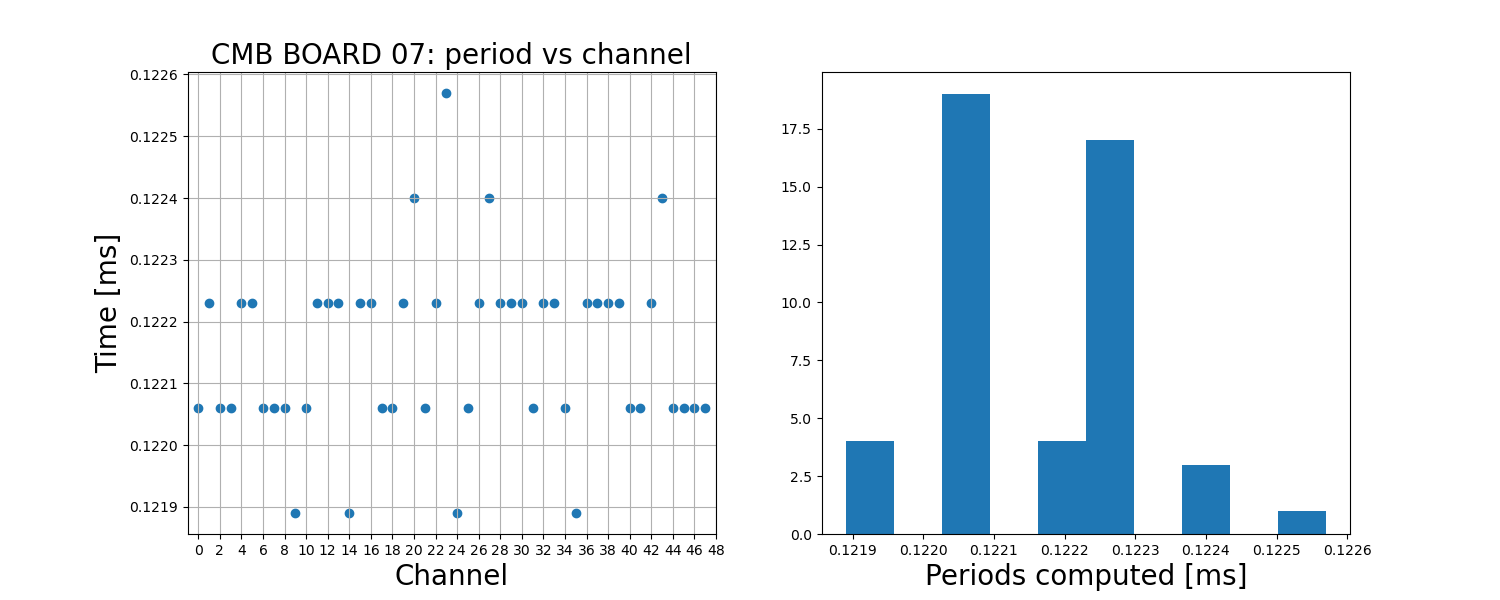 CMB BOARD 07: period vs channel
Time [ms]
0.1226
0.1225
0.1224
0.1223
0.1222
0.1221
0.1220
0.1219
0 2 4 6 8 10 12 14 16 18 20 22 24 26 28 30 32 34 36 38 40 42 44 46 48
Channel
17.5
15.0
12.5
10.0
7.5
5.0
2.5
0.0
0.1219 0.1220 0.1221 0.1222 0.1223 0.1224 0.1225 0.1226
Periods computed [ms]